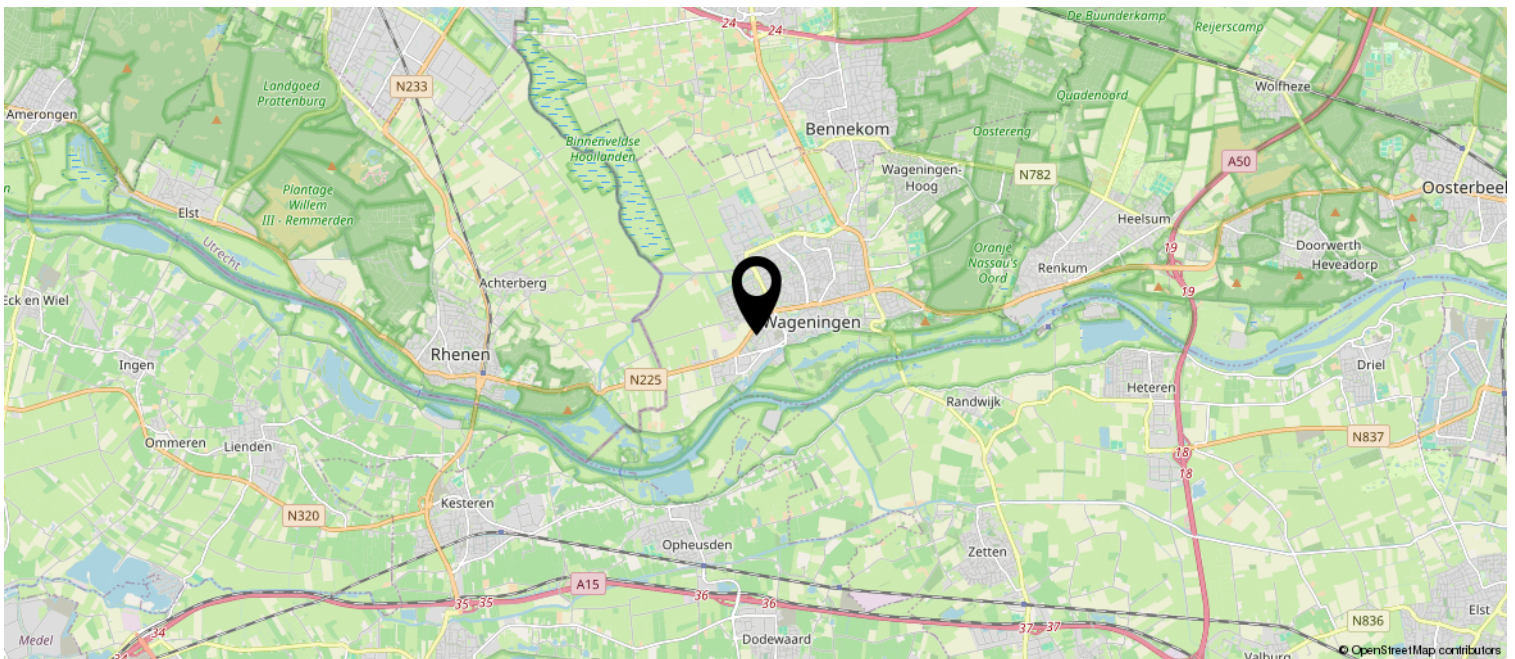 24
24
De Buunderkamp
Reijerscamp
N233
Landgoed
Prattenburg
Wolfheze
Quadenoord
Amerongen
Bennekom
Oostereng
Binnenveldse
Hooilanden
A50
Wageningen-
Hoog
N782
Oosterbeel
Plantage
Willem
III - Remmerden
Elst
Heelsum
Utrecht
19
Doorwerth
Oranje
Nassau's
Oord
Renkum
Heveadorp
Achterberg
19
Eck en Wiel
Wageningen
Rhenen
Ingen
Driel
N225
Heteren
Randwijk
Ommeren
Lienden
N837
18
18
Kesteren
N320
Opheusden
Zetten
A15
35
35
36
36
Elst
N836
37
37
34
Medel
Dodewaard
34
Valburg
© OpenStreetMap contributors